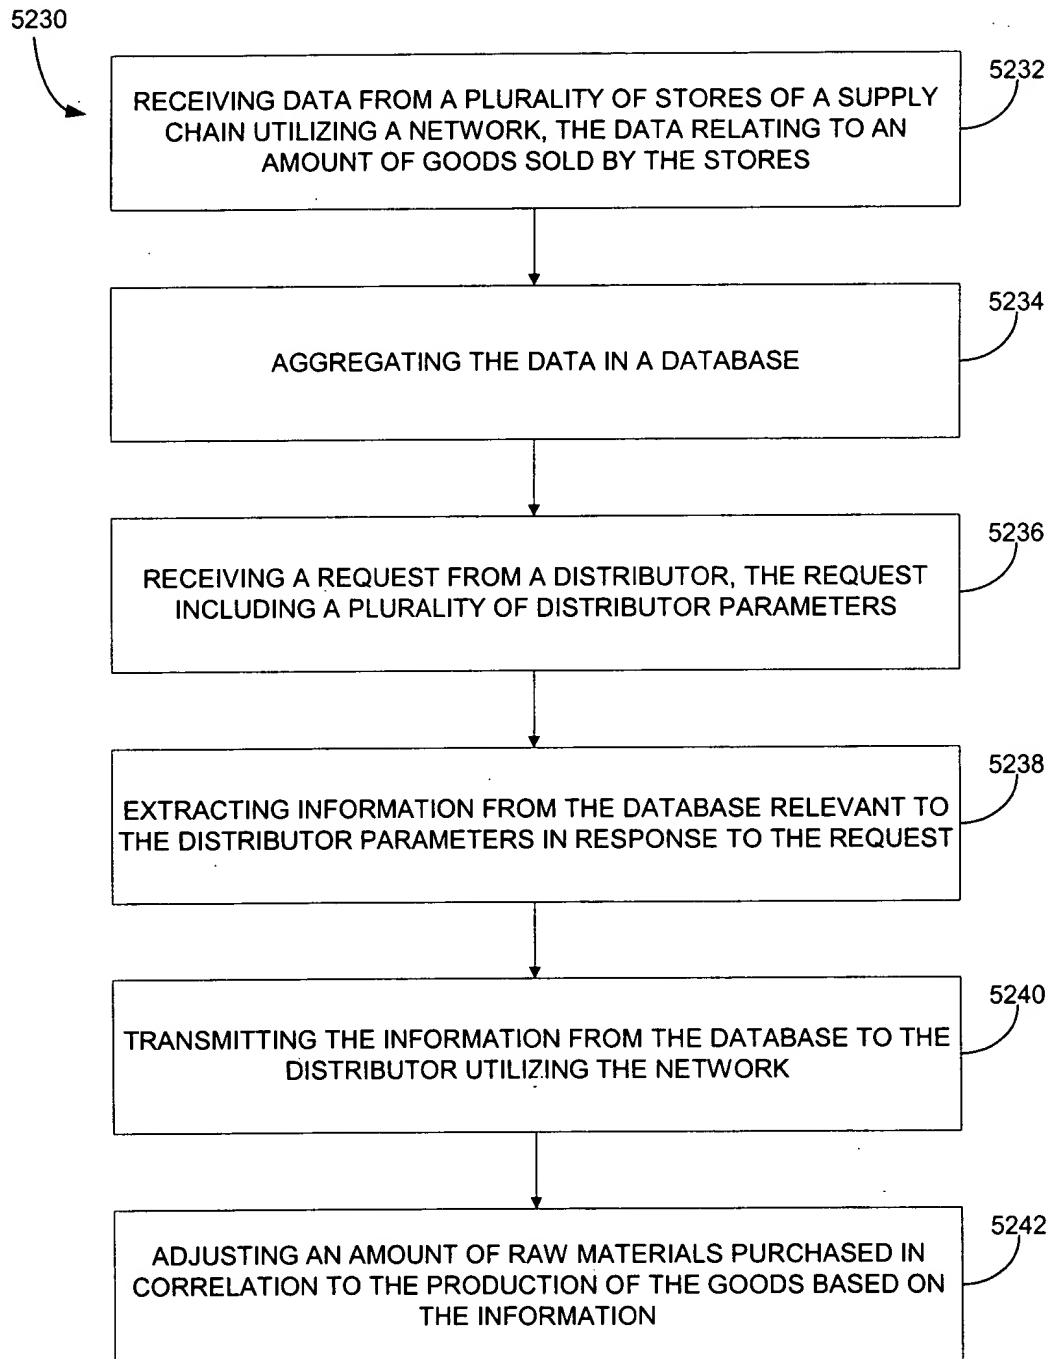 5230
5232
RECEIVING DATA FROM A PLURALITY OF STORES OF A SUPPLY
CHAIN UTILIZING A NETWORK, THE DATA RELATING TO AN
AMOUNT OF GOODS SOLD BY THE STORES
5234
AGGREGATING THE DATA IN A DATABASE
5236
RECEIVING A REQUEST FROM A DISTRIBUTOR, THE REQUEST
INCLUDING A PLURALITY OF DISTRIBUTOR PARAMETERS
5238
EXTRACTING INFORMATION FROM THE DATABASE RELEVANT TO
THE DISTRIBUTOR PARAMETERS IN RESPONSE TO THE REQUEST
5240
TRANSMITTING THE INFORMATION FROM THE DATABASE TO THE
DISTRIBUTOR UTILIZING THE NETWORK
5242
ADJUSTING AN AMOUNT OF RAW MATERIALS PURCHASED IN
CORRELATION TO THE PRODUCTION OF THE GOODS BASED ON
THE INFORMATION